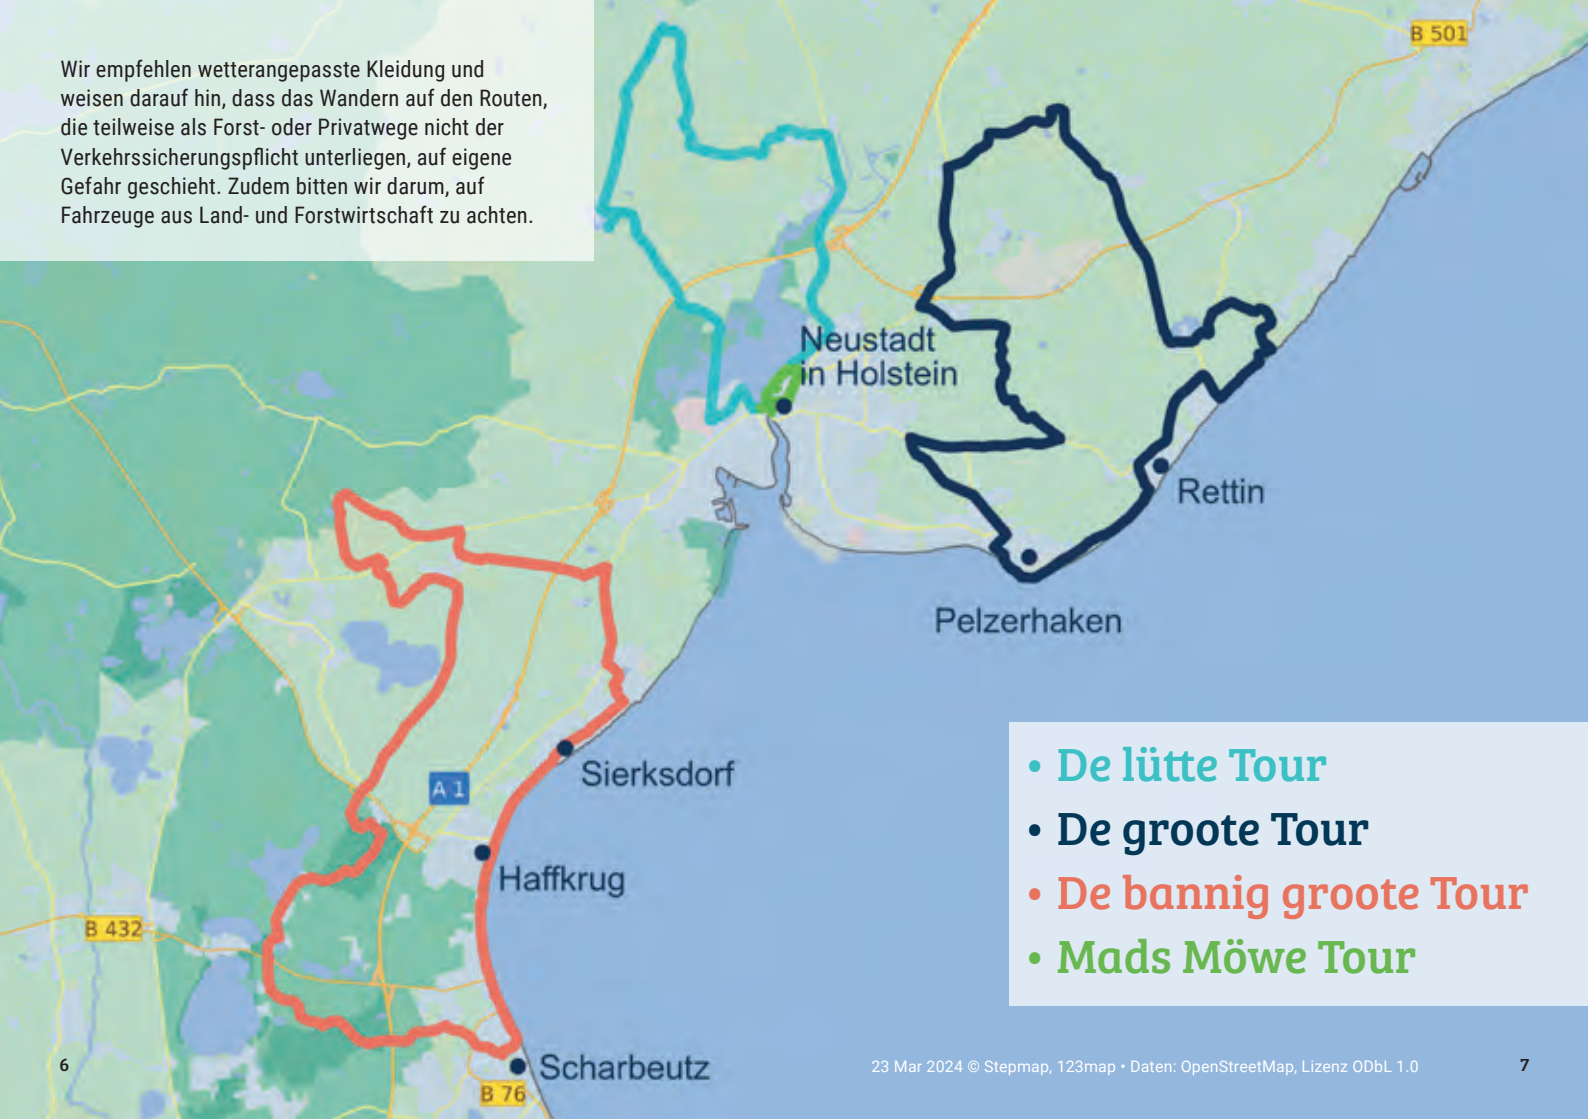 Wir empfehlen wetterangepasste Kleidung und
weisen darauf hin, dass das Wandern auf den Routen,
die teilweise als Forst- oder Privatwege nicht der
Verkehrssicherungspflicht unterliegen, auf eigene
Gefahr geschieht. Zudem bitten wir darum, auf
Fahrzeuge aus Land- und Forstwirtschaft zu achten.
B 501
Neustadt
in Holstein
Rettin
Pelzerhaken
Sierksdorf
A 1
Haffkrug
B 432
Scharbeutz
B 76
• De lütte Tour
• De groote Tour
• De bannig groote Tour
• Mads Möwe Tour
6
23 Mar 2024 © Stepmap, 123map • Daten: OpenStreetMap, Lizenz ODbL 1.0
7